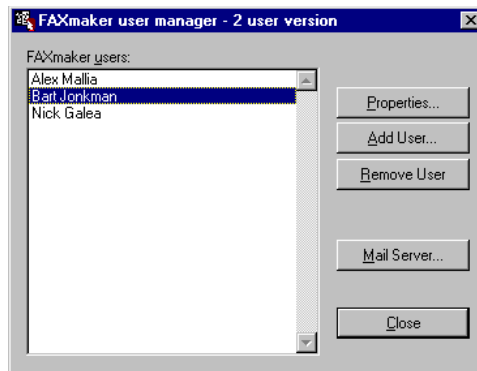 FAXmaker user manager - 2 user version
FAXmaker users:
Alex Mallia
Bart Jonkman
Nick Galea
Properties...
Add User...
Remove User
Mail Server...
Close